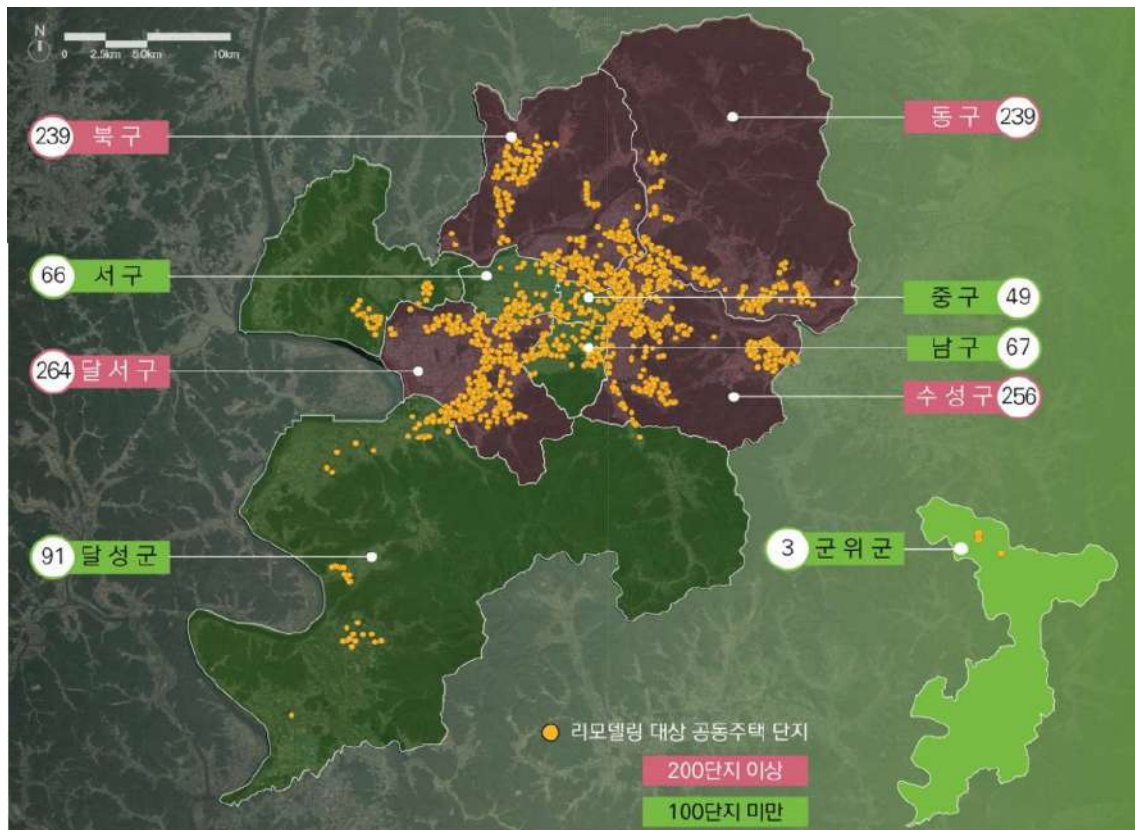 N
0 2.5km 5.0km 10km
239 북구
동구 239
66 서구
중구 49
남구 67
264 달서구
수성구 256
91 달성군
3 군위군
리모델링 대상 공동주택 단지
200단지 이상
100단지 미만